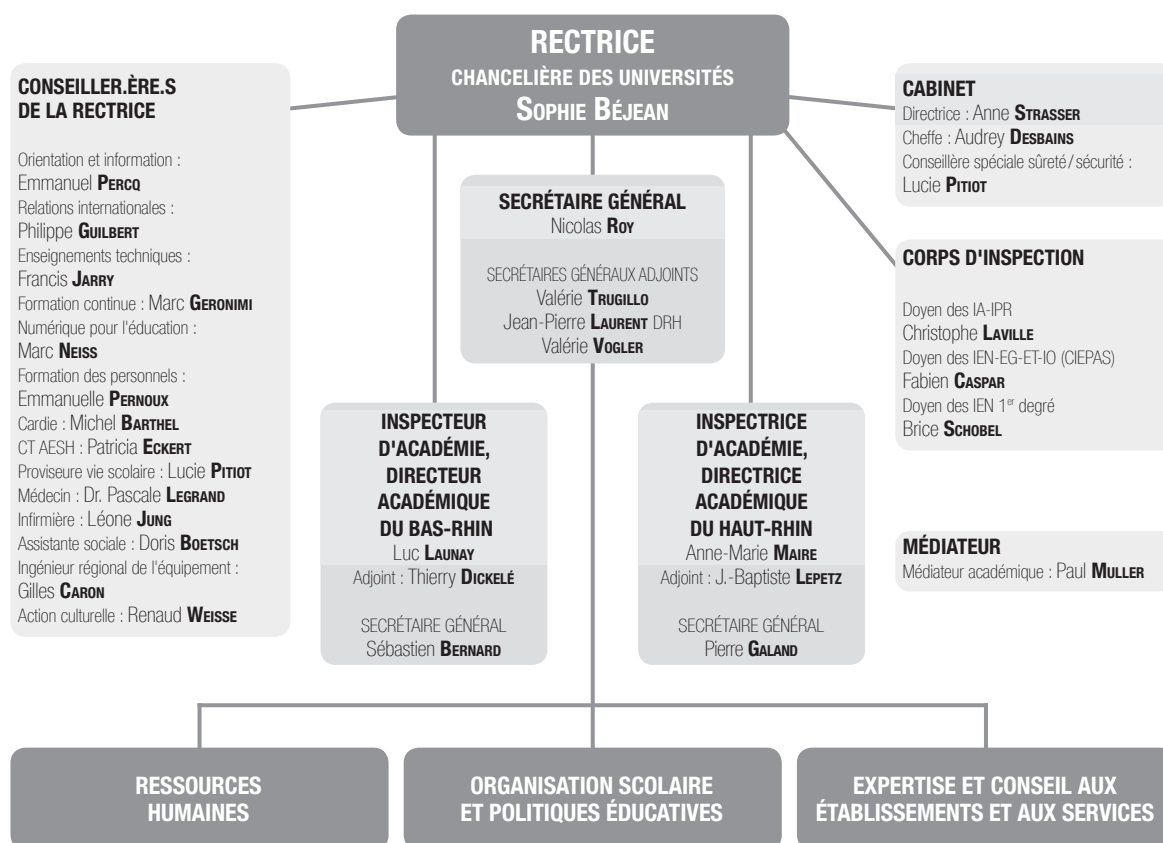 RECTRICE
CHANCELIÈRE DES UNIVERSITÉS
SOPHIE BÉJEAN
CONSEILLER.ÈRE.S
DE LA RECTRICE
Orientation et information :
Emmanuel PERCQ
Relations internationales :
Philippe GUILBERT
Enseignements techniques :
Francis JARRY
Formation continue : Marc GERONIMI
Numérique pour l'éducation :
Marc NEISS
Formation des personnels :
Emmanuelle PERNOUX
Cardie : Michel BARTHEL
CT AESH : Patricia ECKERT
Proviseure vie scolaire : Lucie PITIOT
Médecin : Dr. Pascale LEGRAND
Infirmière : Léone JUNG
Assistante sociale : Doris BOETSCH
Ingénieur régional de l'équipement :
Gilles CARON
Action culturelle : Renaud WEISSE
SECRÉTAIRE GÉNÉRAL
Nicolas ROY
SECRÉTAIRES GÉNÉRAUX ADJOINTS
Valérie TRUGILLO
Jean-Pierre LAURENT DRH
Valérie VOGLER
INSPECTEUR
D'ACADÉMIE,
DIRECTEUR
ACADÉMIQUE
DU BAS-RHIN
Luc LAUNAY
Adjoint : Thierry DICKELÉ
SECRÉTAIRE GÉNÉRAL
Sébastien BERNARD
INSPECTRICE
D'ACADÉMIE,
DIRECTRICE
ACADÉMIQUE
DU HAUT-RHIN
Anne-Marie MAIRE
Adjoint : J.-Baptiste LEPETZ
SECRÉTAIRE GÉNÉRAL
Pierre GALAND
CABINET
Directrice : Anne STRASSER
Cheffe : Audrey DESBAINS
Conseillère spéciale sûreté/sécurité :
Lucie PITIOT
CORPS D'INSPECTION
Doyen des IA-IPR
Christophe LAVILLE
Doyen des IEN-EG-ET-IO (CIEPAS)
Fabien CASPAR
Doyen des IEN 1er degré
Brice SCHOBEL
MÉDIATEUR
Médiateur académique : Paul MULLER
RESSOURCES
HUMAINES
ORGANISATION SCOLAIRE
ET POLITIQUES ÉDUCATIVES
EXPERTISE ET CONSEIL AUX
ÉTABLISSEMENTS ET AUX SERVICES